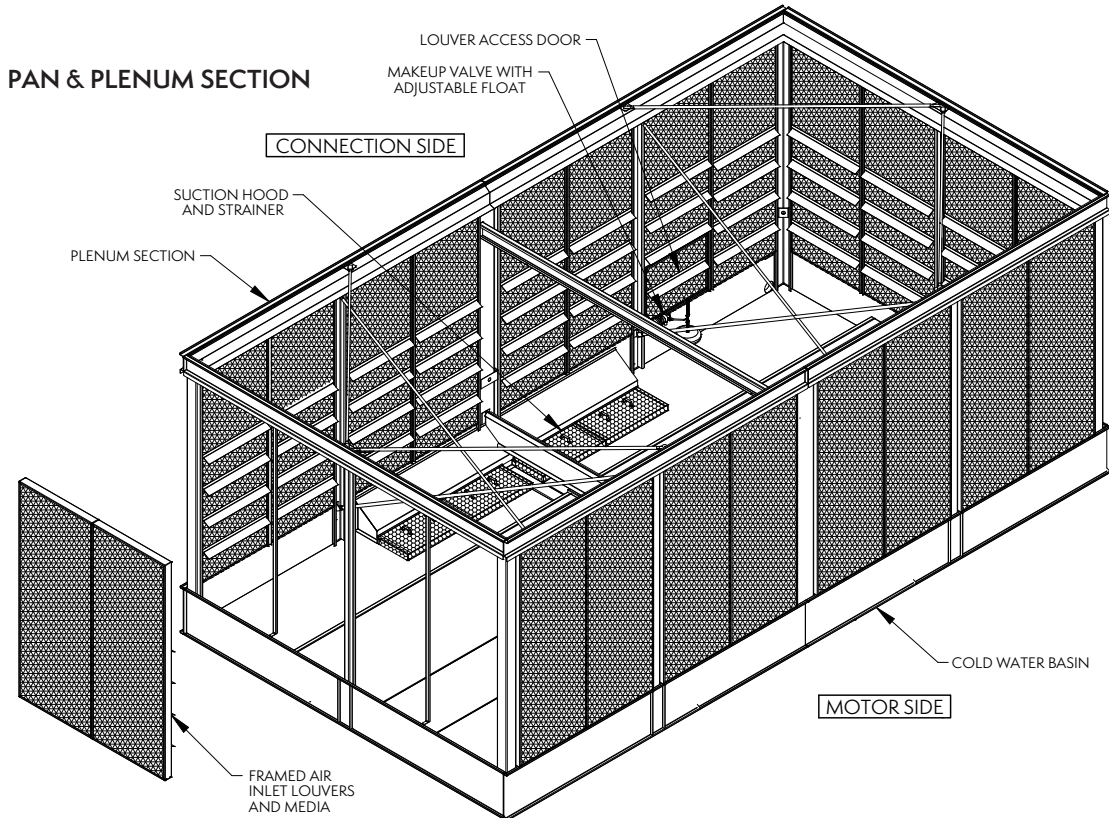 PAN & PLENUM SECTION
LOUVER ACCESS DOOR
MAKEUP VALVE WITH
ADJUSTABLE FLOAT
CONNECTION SIDE
SUCTION HOOD
AND STRAINER
PLENUM SECTION
COLD WATER BASIN
MOTOR SIDE
FRAMED AIR
INLET LOUVERS
AND MEDIA